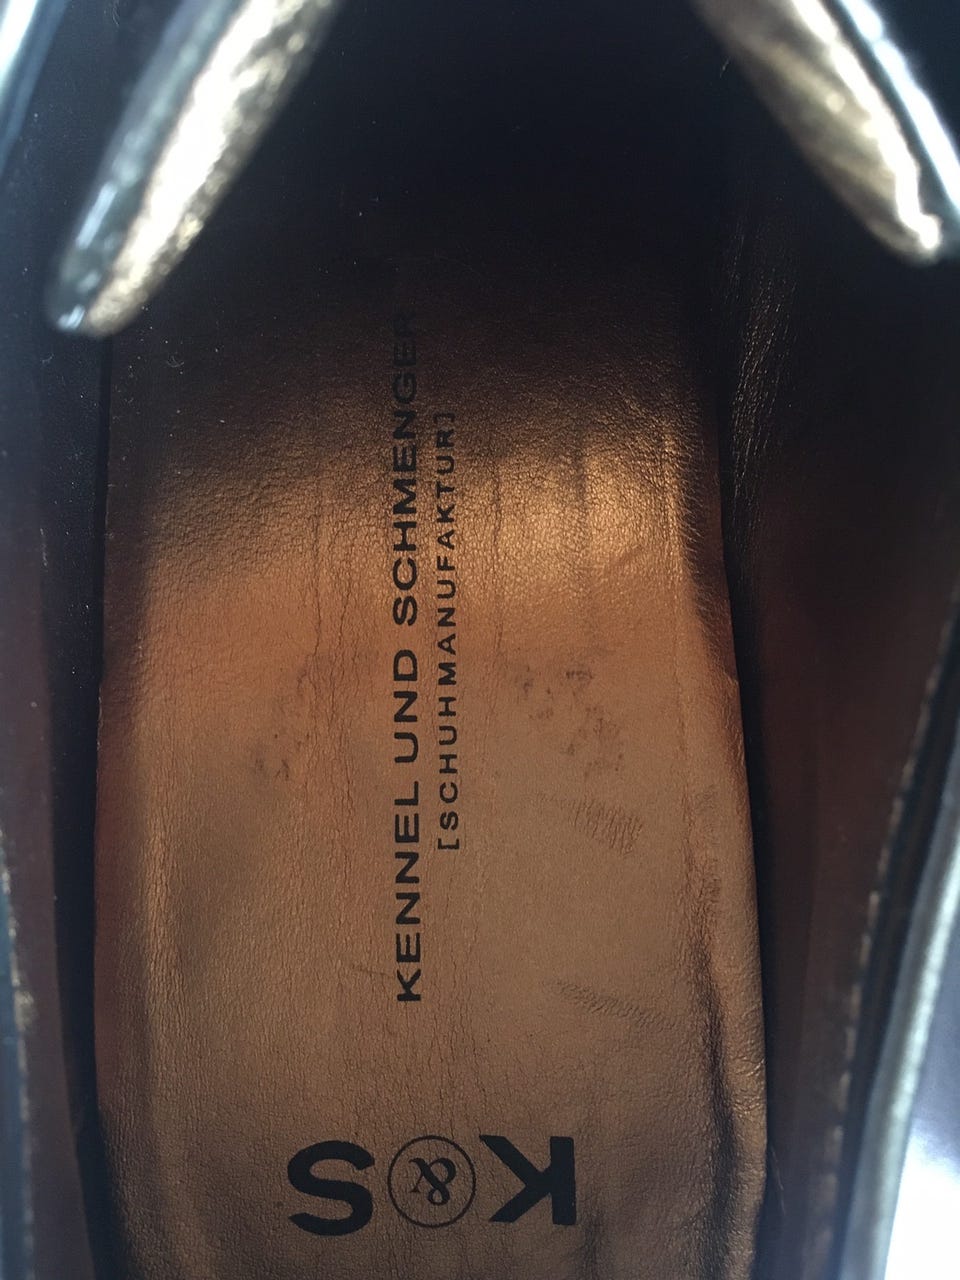 KENNEL UND SCHMENGER
[SCHUHMANUFAKTUR]
K&S